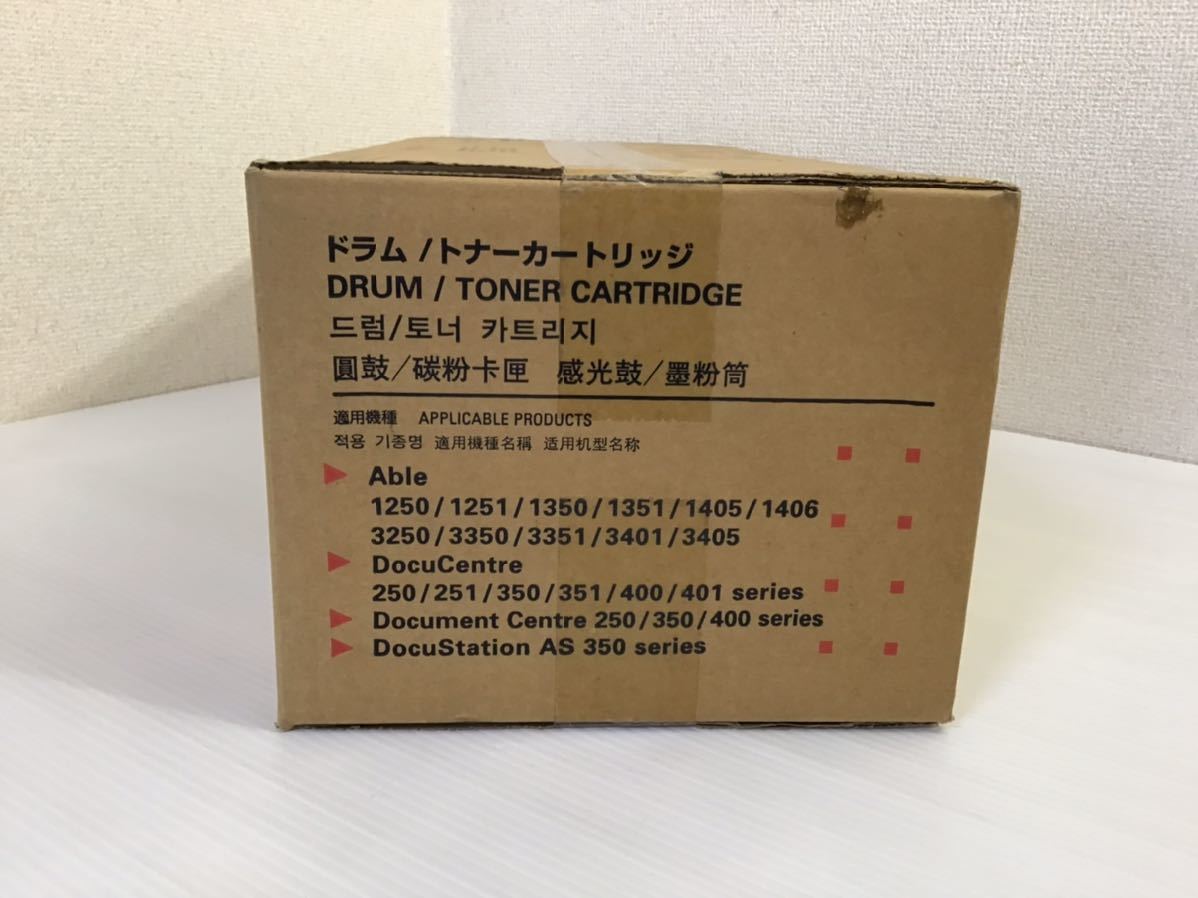 ドラム/トナーカートリッジ
DRUM / TONER CARTRIDGE
드럼/토너 카트리지
圓鼓/碳粉卡匣 感光鼓/墨粉筒
適用機種 APPLICABLE PRODUCTS
적용 기종명 適用機種名稱 适用机型名称
Able
1250/1251/1350/1351/1405/1406
3250/3350/3351/3401/3405
DocuCentre
250/251/350/351/400/401 series
Document Centre 250/350/400 series
DocuStation AS 350 series